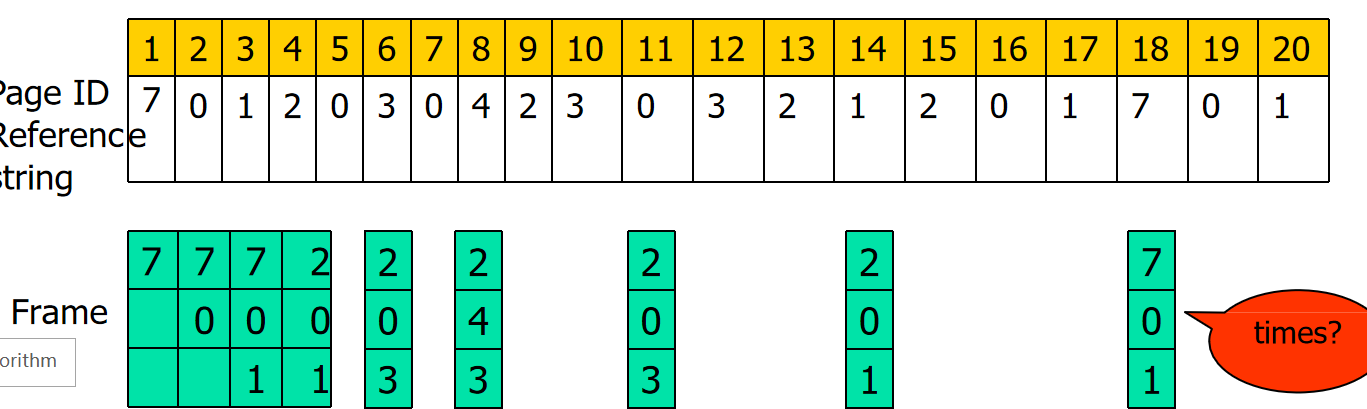 1 2 3 4 5 6 7 8 9 10 11 12 13 14 15 16 17 18 19 20
Page ID
Reference
string
7 0 1 2 0 3 0 4 2 3 0 3 2 1 2 0 1 7 0 1
7 7 7 2 2 2 2 2 7
Frame
0 0 0 0 4 0 0 0
times?
orithm
1 1 3 3 3 1 1